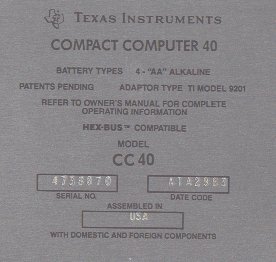 TEXAS INSTRUMENTS
COMPACT COMPUTER 40
BATTERY TYPES 4 - "AA" ALKALINE
PATENTS PENDING ADAPTOR TYPE TI MODEL 9201
REFER TO OWNER'S MANUAL FOR COMPLETE
OPERATING INFORMATION
HEX-BUS™ COMPATIBLE
MODEL
CC 40
4738070 ATA2983
SERIAL NO. DATE CODE
ASSEMBLED IN
USA
WITH DOMESTIC AND FOREIGN COMPONENTS